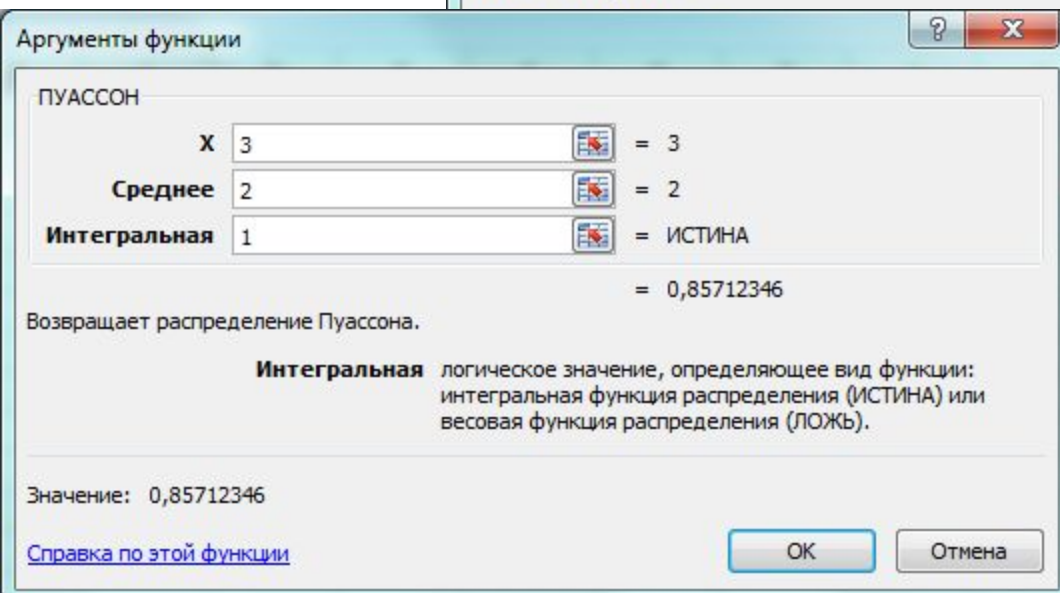 Аргументы функции
ПУАССОН
X 3 = 3
Среднее 2 = 2
Интегральная 1 = ИСТИНА
= 0,85712346
Возвращает распределение Пуассона.
Интегральная логическое значение, определяющее вид функции:
интегральная функция распределения (ИСТИНА) или
весовая функция распределения (ЛОЖЬ).
Значение: 0,85712346
Справка по этой функции
ОК
Отмена